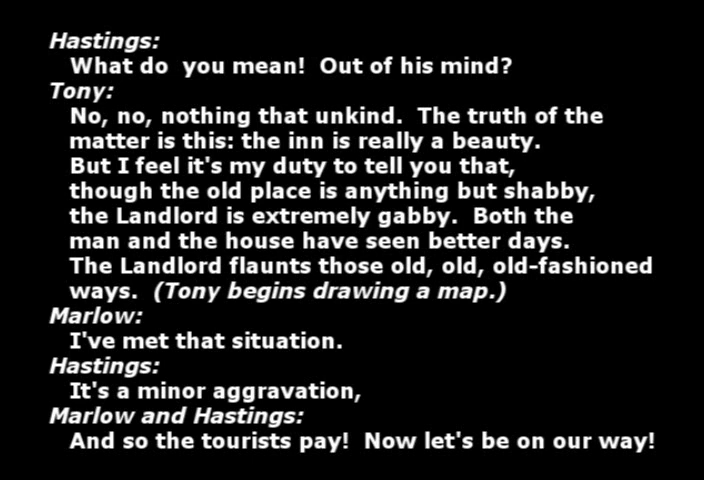 Hastings:
What do  you mean!  Out of his mind?
Tony:
No, no, nothing that unkind.  The truth of the
matter is this: the inn is really a beauty.
But I feel it's my duty to tell you that,
though the old place is anything but shabby,
the Landlord is extremely gabby.  Both the
man and the house have seen better days.
The Landlord flaunts those old, old, old-fashioned
ways.  (Tony begins drawing a map.)
Marlow:
I've met that situation.
Hastings:
It's a minor aggravation,
Marlow and Hastings:
And so the tourists pay!  Now let's be on our way!